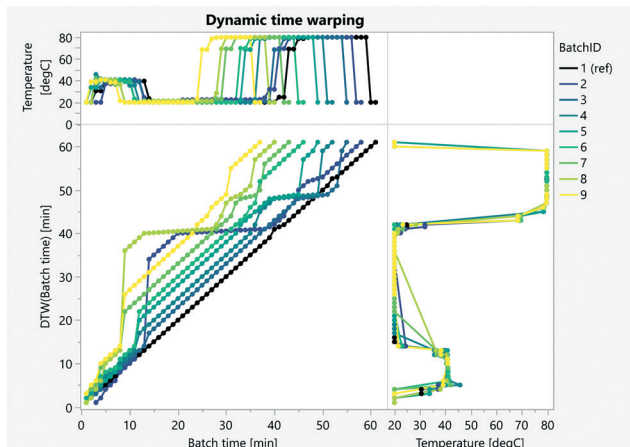 Dynamic time warping
Temperature
[degC]
80
60
40
20
0
BatchID
1 (ref)
2
3
4
5
6
7
8
9
DTW(Batch time) [min]
60
50
40
30
20
10
0
0 10 20 30 40 50 60
20 30 40 50 60 70 80
Batch time [min]
Temperature [degC]